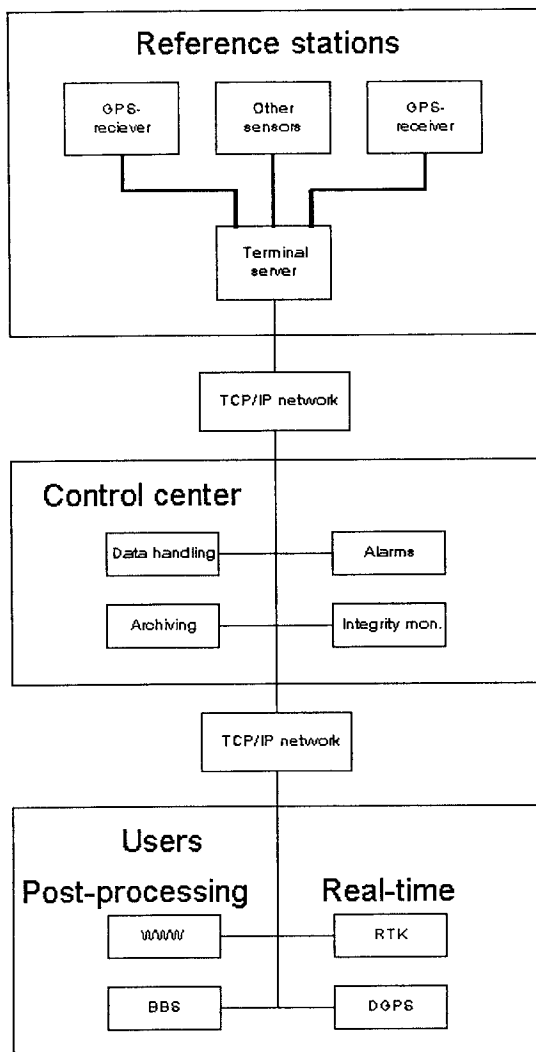 Reference stations
GPS-
reciever
Other
sensors
GPS-
receiver
Terminal
server
TCP/IP network
Control center
Data handling
Alarms
Archiving
Integrity mon.
TCP/IP network
Users
Post-processing
Real-time
WWW
RTK
BBS
DGPS